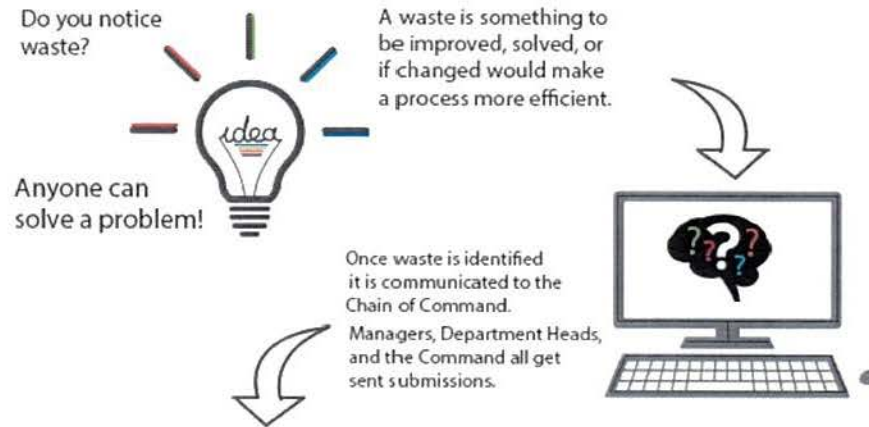 Do you notice
waste?
A waste is something to
be improved, solved, or
if changed would make
a process more efficient.
idea
Anyone can
solve a problem!
? ? ? ? ?
Once waste is identified
it is communicated to the
Chain of Command.
Managers, Department Heads,
and the Command all get
sent submissions.